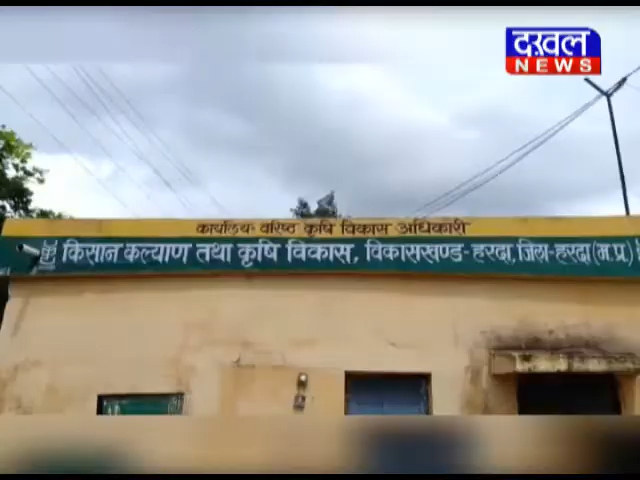 दख़ल
NEWS
कार्यालय वरिष्ठ कृषि विकास अधिकारी
किसान कल्याण तथा कृषि विकास, विकासखण्ड- हरदा, जिला-हरदा (म.प्र.)